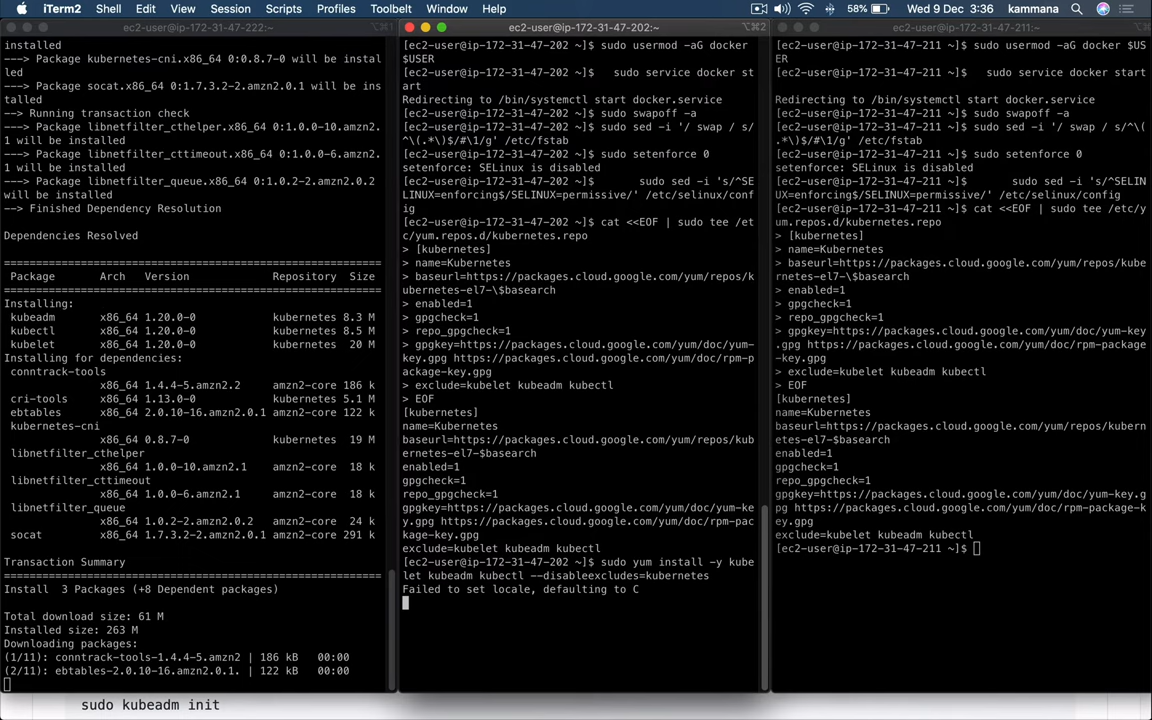 iTerm2 Shell Edit View Session Scripts Profiles Toolbelt Window Help 58% Wed 9 Dec 3:36 kammana
ec2-user@ip-172-31-47-222:~ ⌥⌘1
installed
---> Package kubernetes-cni.x86_64 0:0.8.7-0 will be instal
led
---> Package socat.x86_64 0:1.7.3.2-2.amzn2.0.1 will be ins
talled
--> Running transaction check
---> Package libnetfilter_cthelper.x86_64 0:1.0.0-10.amzn2.
1 will be installed
---> Package libnetfilter_cttimeout.x86_64 0:1.0.0-6.amzn2.
1 will be installed
---> Package libnetfilter_queue.x86_64 0:1.0.2-2.amzn2.0.2
will be installed
--> Finished Dependency Resolution
Dependencies Resolved
================================================================
Package Arch Version Repository Size
================================================================
Installing:
kubeadm x86_64 1.20.0-0 kubernetes 8.3 M
kubectl x86_64 1.20.0-0 kubernetes 8.5 M
kubelet x86_64 1.20.0-0 kubernetes 20 M
Installing for dependencies:
conntrack-tools
x86_64 1.4.4-5.amzn2.2 amzn2-core 186 k
cri-tools x86_64 1.13.0-0 kubernetes 5.1 M
ebtables x86_64 2.0.10-16.amzn2.0.1 amzn2-core 122 k
kubernetes-cni
x86_64 0.8.7-0 kubernetes 19 M
libnetfilter_cthelper
x86_64 1.0.0-10.amzn2.1 amzn2-core 18 k
libnetfilter_cttimeout
x86_64 1.0.0-6.amzn2.1 amzn2-core 18 k
libnetfilter_queue
x86_64 1.0.2-2.amzn2.0.2 amzn2-core 24 k
socat x86_64 1.7.3.2-2.amzn2.0.1 amzn2-core 291 k
Transaction Summary
================================================================
Install 3 Packages (+8 Dependent packages)
Total download size: 61 M
Installed size: 263 M
Downloading packages:
(1/11): conntrack-tools-1.4.4-5.amzn2 | 186 kB 00:00
(2/11): ebtables-2.0.10-16.amzn2.0.1. | 122 kB 00:00
ec2-user@ip-172-31-47-202:~ ⌥⌘2
[ec2-user@ip-172-31-47-202 ~]$ sudo usermod -aG docker
$USER
[ec2-user@ip-172-31-47-202 ~]$ sudo service docker st
art
Redirecting to /bin/systemctl start docker.service
[ec2-user@ip-172-31-47-202 ~]$ sudo swapoff -a
[ec2-user@ip-172-31-47-202 ~]$ sudo sed -i '/ swap / s/
^\(.*\)$/#\1/g' /etc/fstab
[ec2-user@ip-172-31-47-202 ~]$ sudo setenforce 0
setenforce: SELinux is disabled
[ec2-user@ip-172-31-47-202 ~]$ sudo sed -i 's/^SE
LINUX=enforcing$/SELINUX=permissive/' /etc/selinux/conf
ig
[ec2-user@ip-172-31-47-202 ~]$ cat <<EOF | sudo tee /et
c/yum.repos.d/kubernetes.repo
> [kubernetes]
> name=Kubernetes
> baseurl=https://packages.cloud.google.com/yum/repos/k
ubernetes-el7-\$basearch
> enabled=1
> gpgcheck=1
> repo_gpgcheck=1
> gpgkey=https://packages.cloud.google.com/yum/doc/yum-
key.gpg https://packages.cloud.google.com/yum/doc/rpm-p
ackage-key.gpg
> exclude=kubelet kubeadm kubectl
> EOF
[kubernetes]
name=Kubernetes
baseurl=https://packages.cloud.google.com/yum/repos/kub
ernetes-el7-$basearch
enabled=1
gpgcheck=1
repo_gpgcheck=1
gpgkey=https://packages.cloud.google.com/yum/doc/yum-ke
y.gpg https://packages.cloud.google.com/yum/doc/rpm-pac
kage-key.gpg
exclude=kubelet kubeadm kubectl
[ec2-user@ip-172-31-47-202 ~]$ sudo yum install -y kube
let kubeadm kubectl --disableexcludes=kubernetes
Failed to set locale, defaulting to C
ec2-user@ip-172-31-47-211:~
[ec2-user@ip-172-31-47-211 ~]$ sudo usermod -aG docker $US
ER
[ec2-user@ip-172-31-47-211 ~]$ sudo service docker start
Redirecting to /bin/systemctl start docker.service
[ec2-user@ip-172-31-47-211 ~]$ sudo swapoff -a
[ec2-user@ip-172-31-47-211 ~]$ sudo sed -i '/ swap / s/^\(
.*\)$/#\1/g' /etc/fstab
[ec2-user@ip-172-31-47-211 ~]$ sudo setenforce 0
setenforce: SELinux is disabled
[ec2-user@ip-172-31-47-211 ~]$ sudo sed -i 's/^SELIN
UX=enforcing$/SELINUX=permissive/' /etc/selinux/config
[ec2-user@ip-172-31-47-211 ~]$ cat <<EOF | sudo tee /etc/y
um.repos.d/kubernetes.repo
> [kubernetes]
> name=Kubernetes
> baseurl=https://packages.cloud.google.com/yum/repos/kube
rnetes-el7-\$basearch
> enabled=1
> gpgcheck=1
> repo_gpgcheck=1
> gpgkey=https://packages.cloud.google.com/yum/doc/yum-key
.gpg https://packages.cloud.google.com/yum/doc/rpm-package
-key.gpg
> exclude=kubelet kubeadm kubectl
> EOF
[kubernetes]
name=Kubernetes
baseurl=https://packages.cloud.google.com/yum/repos/kubern
etes-el7-$basearch
enabled=1
gpgcheck=1
repo_gpgcheck=1
gpgkey=https://packages.cloud.google.com/yum/doc/yum-key.g
pg https://packages.cloud.google.com/yum/doc/rpm-package-k
ey.gpg
exclude=kubelet kubeadm kubectl
[ec2-user@ip-172-31-47-211 ~]$
sudo kubeadm init